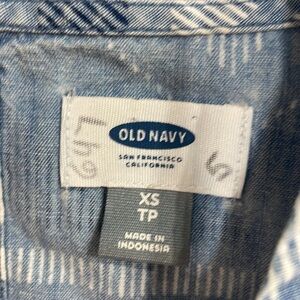 OLD NAVY
SAN FRANCISCO
CALIFORNIA
XS
TP
MADE IN
INDONESIA